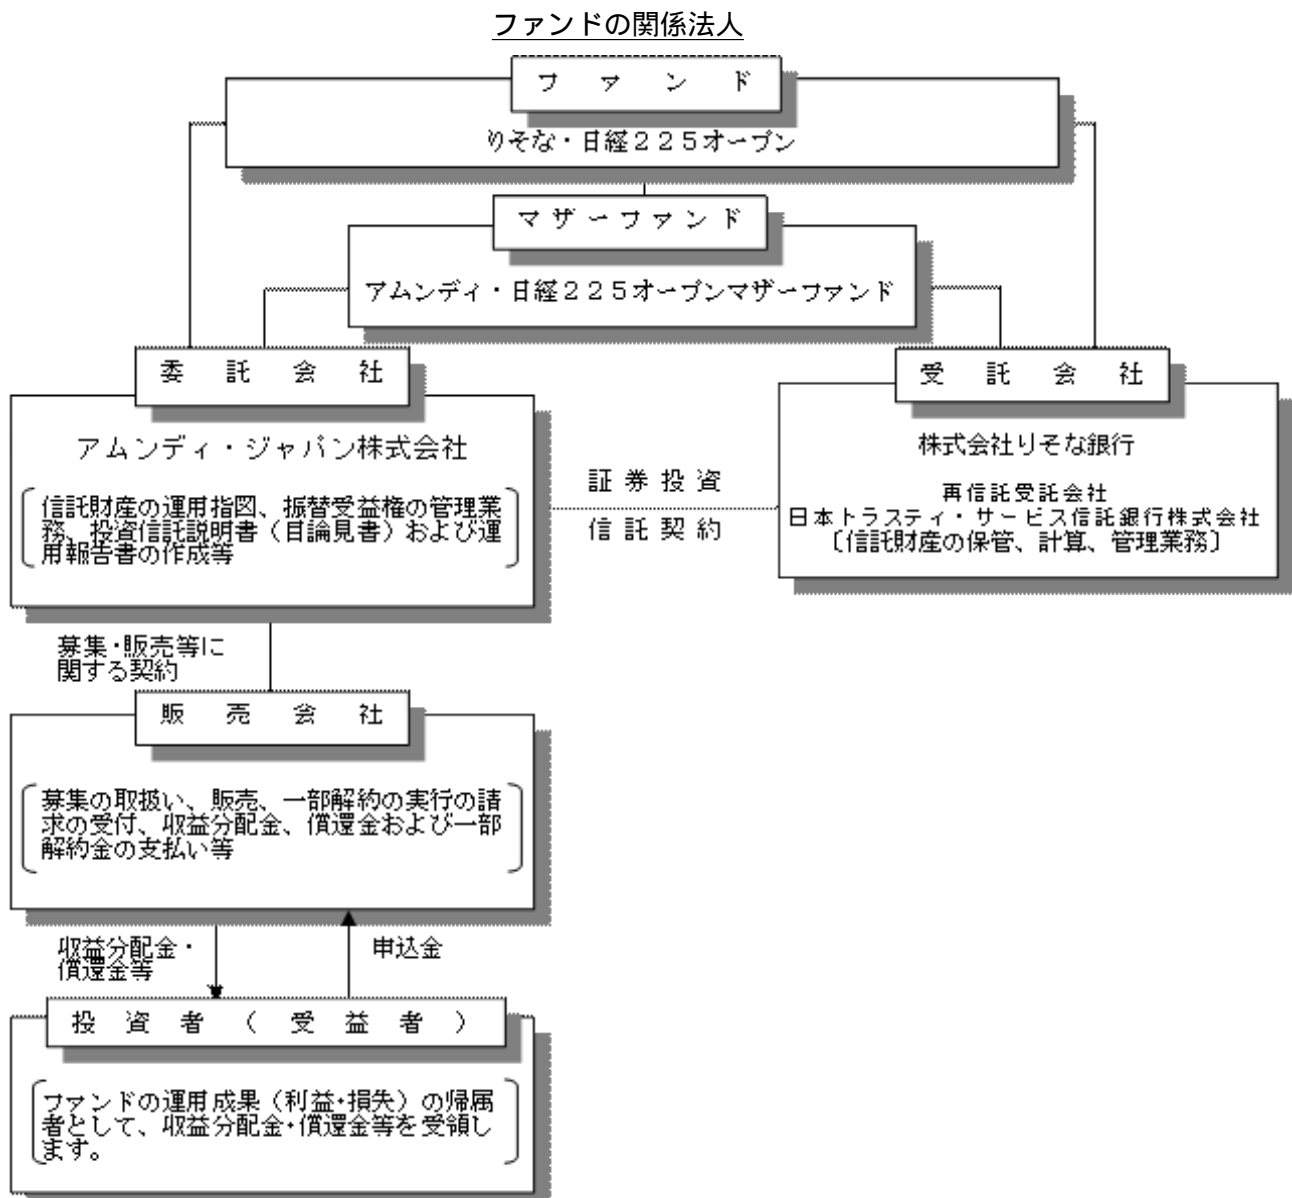 ファンドの関係法人
ファンド
りそな・日経２２５オープン
マザーファンド
アムンディ・日経２２５オープンマザーファンド
委託会社
アムンディ・ジャパン株式会社
信託財産の運用指図、振替受益権の管理業
務、投資信託説明書（目論見書）および運
用報告書の作成等
証券投資
信託契約
受託会社
株式会社りそな銀行
再信託受託会社
日本トラスティ・サービス信託銀行株式会社
〔信託財産の保管、計算、管理業務〕
募集・販売等に
関する契約
販売会社
募集の取扱い、販売、一部解約の実行の請
求の受付、収益分配金、償還金および一部
解約金の支払い等
収益分配金・
償還金等
申込金
投資者（受益者）
ファンドの運用成果（利益・損失）の帰属
者として、収益分配金・償還金等を受領し
ます。